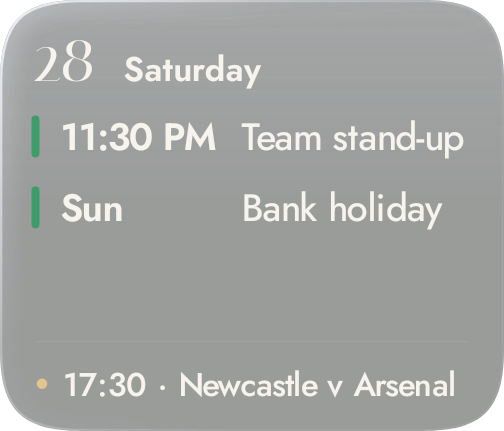 28 Saturday
11:30 PM Team stand-up
Sun Bank holiday
17:30 · Newcastle v Arsenal